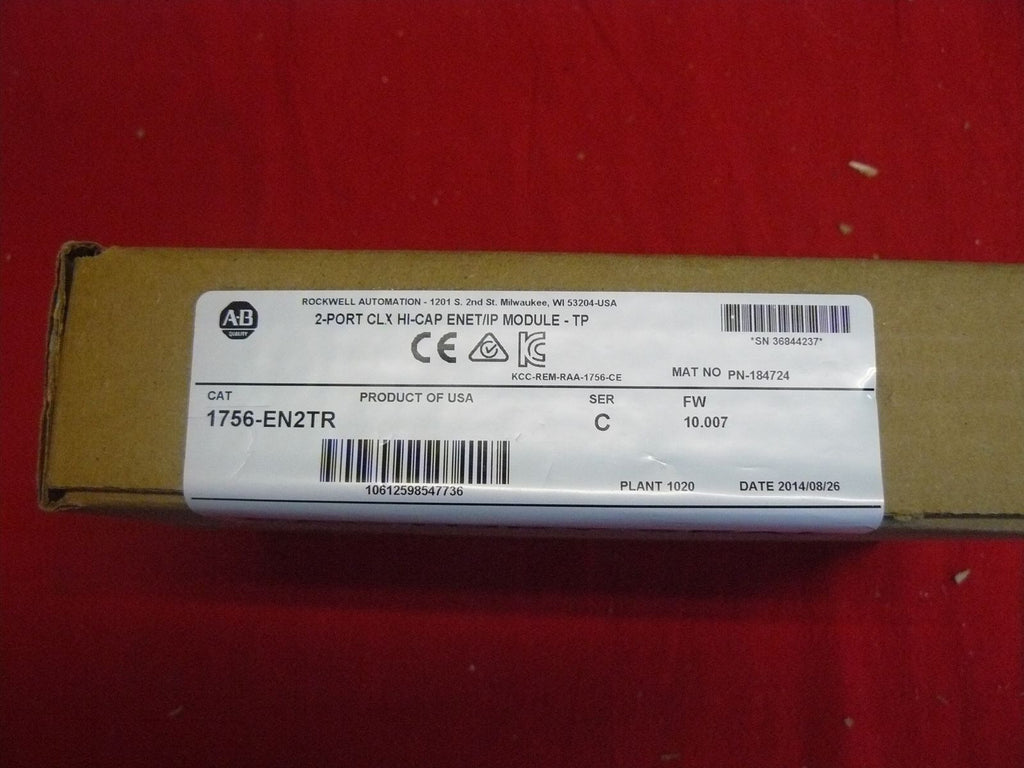 A-B
QUALITY
ROCKWELL AUTOMATION - 1201 S. 2nd St. Milwaukee, WI 53204-USA
2-PORT CLX HI-CAP ENET/IP MODULE - TP
*SN 36844237*
CE
KC
KCC-REM-RAA-1756-CE
MAT NO PN-184724
CAT PRODUCT OF USA SER FW
1756-EN2TR C 10.007
10612598547736
PLANT 1020 DATE 2014/08/26